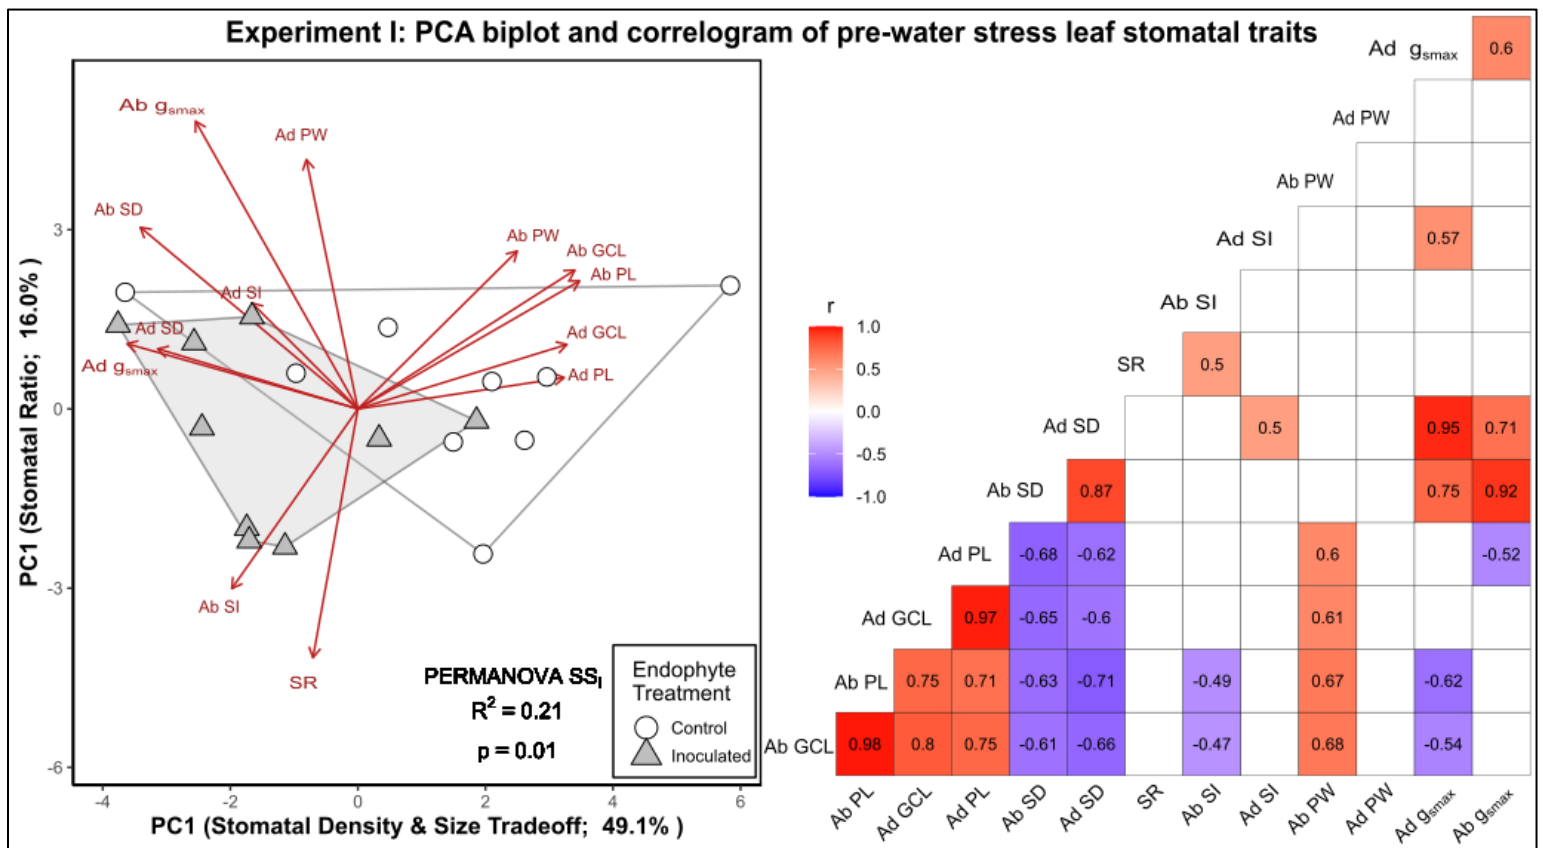 Experiment I: PCA biplot and correlogram of pre-water stress leaf stomatal traits
PC1 (Stomatal Ratio; 16.0% )
3
0
-3
-6
Ab gsmax
Ad PW
Ab SD
Ab PW
Ab GCL
Ab PL
Ad SI
Ad SD
Ad gsmax
Ad GCL
Ad PL
Ab SI
SR
PERMANOVA SSI
R2 = 0.21
p = 0.01
Endophyte
Treatment
Control
Inoculated
-4
-2
0
2
4
6
PC1 (Stomatal Density & Size Tradeoff; 49.1% )
r
1.0
0.5
0.0
-0.5
-1.0
Ad gsmax 0.6
Ad PW
Ab PW
Ad SI 0.57
Ab SI
SR 0.5
Ad SD 0.5 0.95 0.71
Ab SD 0.87 0.75 0.92
Ad PL -0.68 -0.62 0.6 -0.52
Ad GCL 0.97 -0.65 -0.6 0.61
Ab PL 0.75 0.71 -0.63 -0.71 -0.49 0.67 -0.62
Ab GCL 0.98 0.8 0.75 -0.61 -0.66 -0.47 0.68 -0.54
Ab PL
Ad GCL
Ad PL
Ab SD
Ad SD
SR
Ab SI
Ad SI
Ab PW
Ad PW
Ad gsmax
Ab gsmax